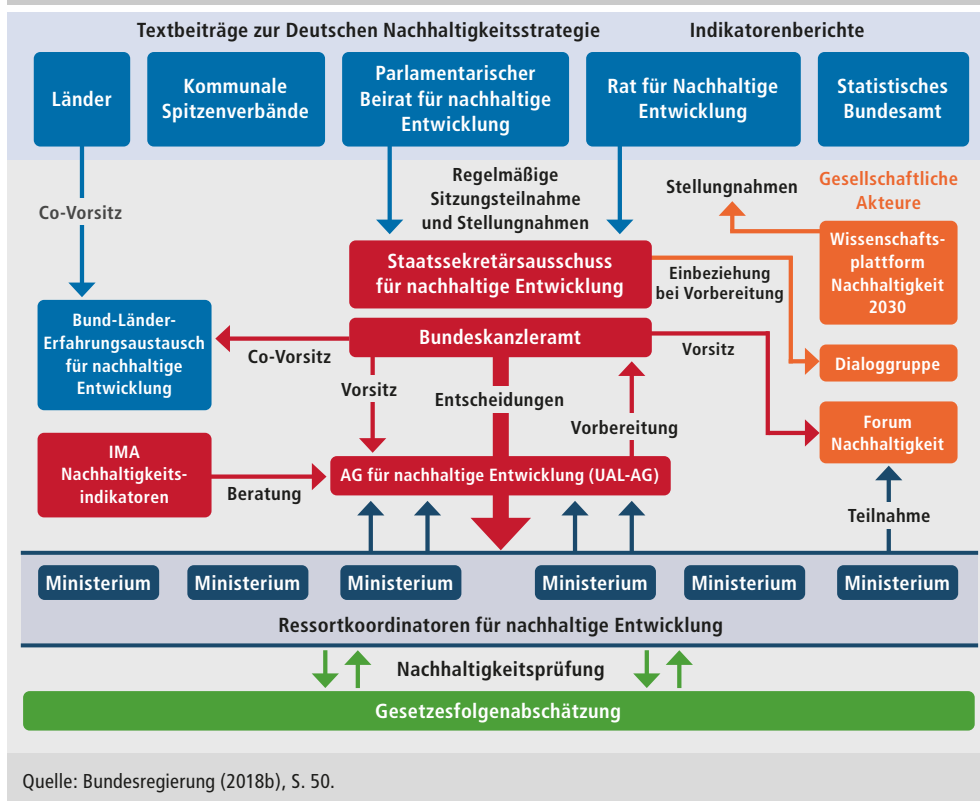 Textbeiträge zur Deutschen Nachhaltigkeitsstrategie
Indikatorenberichte
Länder
Kommunale
Spitzenverbände
Parlamentarischer
Beirat für nachhaltige
Entwicklung
Rat für Nachhaltige
Entwicklung
Statistisches
Bundesamt
Co-Vorsitz
Regelmäßige
Sitzungsteilnahme
und Stellungnahmen
Stellungnahmen
Gesellschaftliche
Akteure
Wissenschafts-
plattform
Nachhaltigkeit
2030
Staatssekretärsausschuss
für nachhaltige Entwicklung
Einbeziehung
bei Vorbereitung
Bund-Länder-
Erfahrungsaustausch
für nachhaltige
Entwicklung
Co-Vorsitz
Bundeskanzleramt
Vorsitz
Dialoggruppe
Vorsitz
Entscheidungen
Vorbereitung
Forum
Nachhaltigkeit
IMA
Nachhaltigkeits-
indikatoren
Beratung
AG für nachhaltige Entwicklung (UAL-AG)
Teilnahme
Ministerium
Ministerium
Ministerium
Ministerium
Ministerium
Ministerium
Ressortkoordinatoren für nachhaltige Entwicklung
Nachhaltigkeitsprüfung
Gesetzesfolgenabschätzung
Quelle: Bundesregierung (2018b), S. 50.